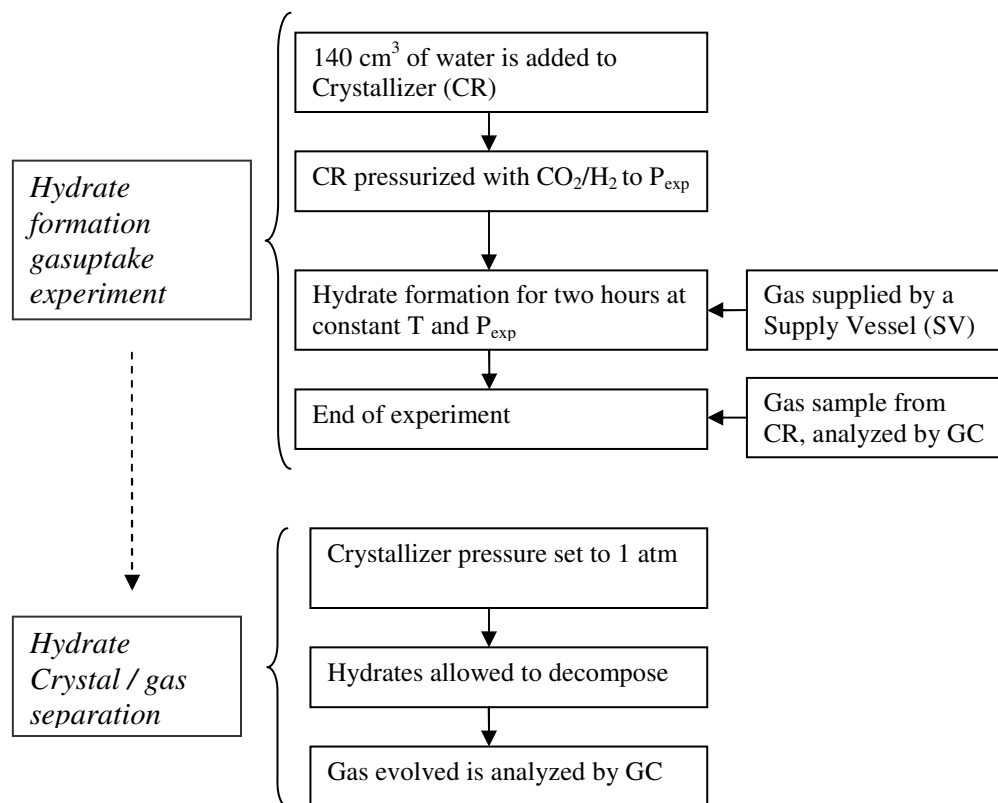 140 cm³ of water is added to
Crystallizer (CR)
CR pressurized with CO₂/H₂ to Pₑₓₚ
Hydrate
formation
gasuptake
experiment
Hydrate formation for two hours at
constant T and Pₑₓₚ
Gas supplied by a
Supply Vessel (SV)
End of experiment
Gas sample from
CR, analyzed by GC
Crystallizer pressure set to 1 atm
Hydrate
Crystal / gas
separation
Hydrates allowed to decompose
Gas evolved is analyzed by GC